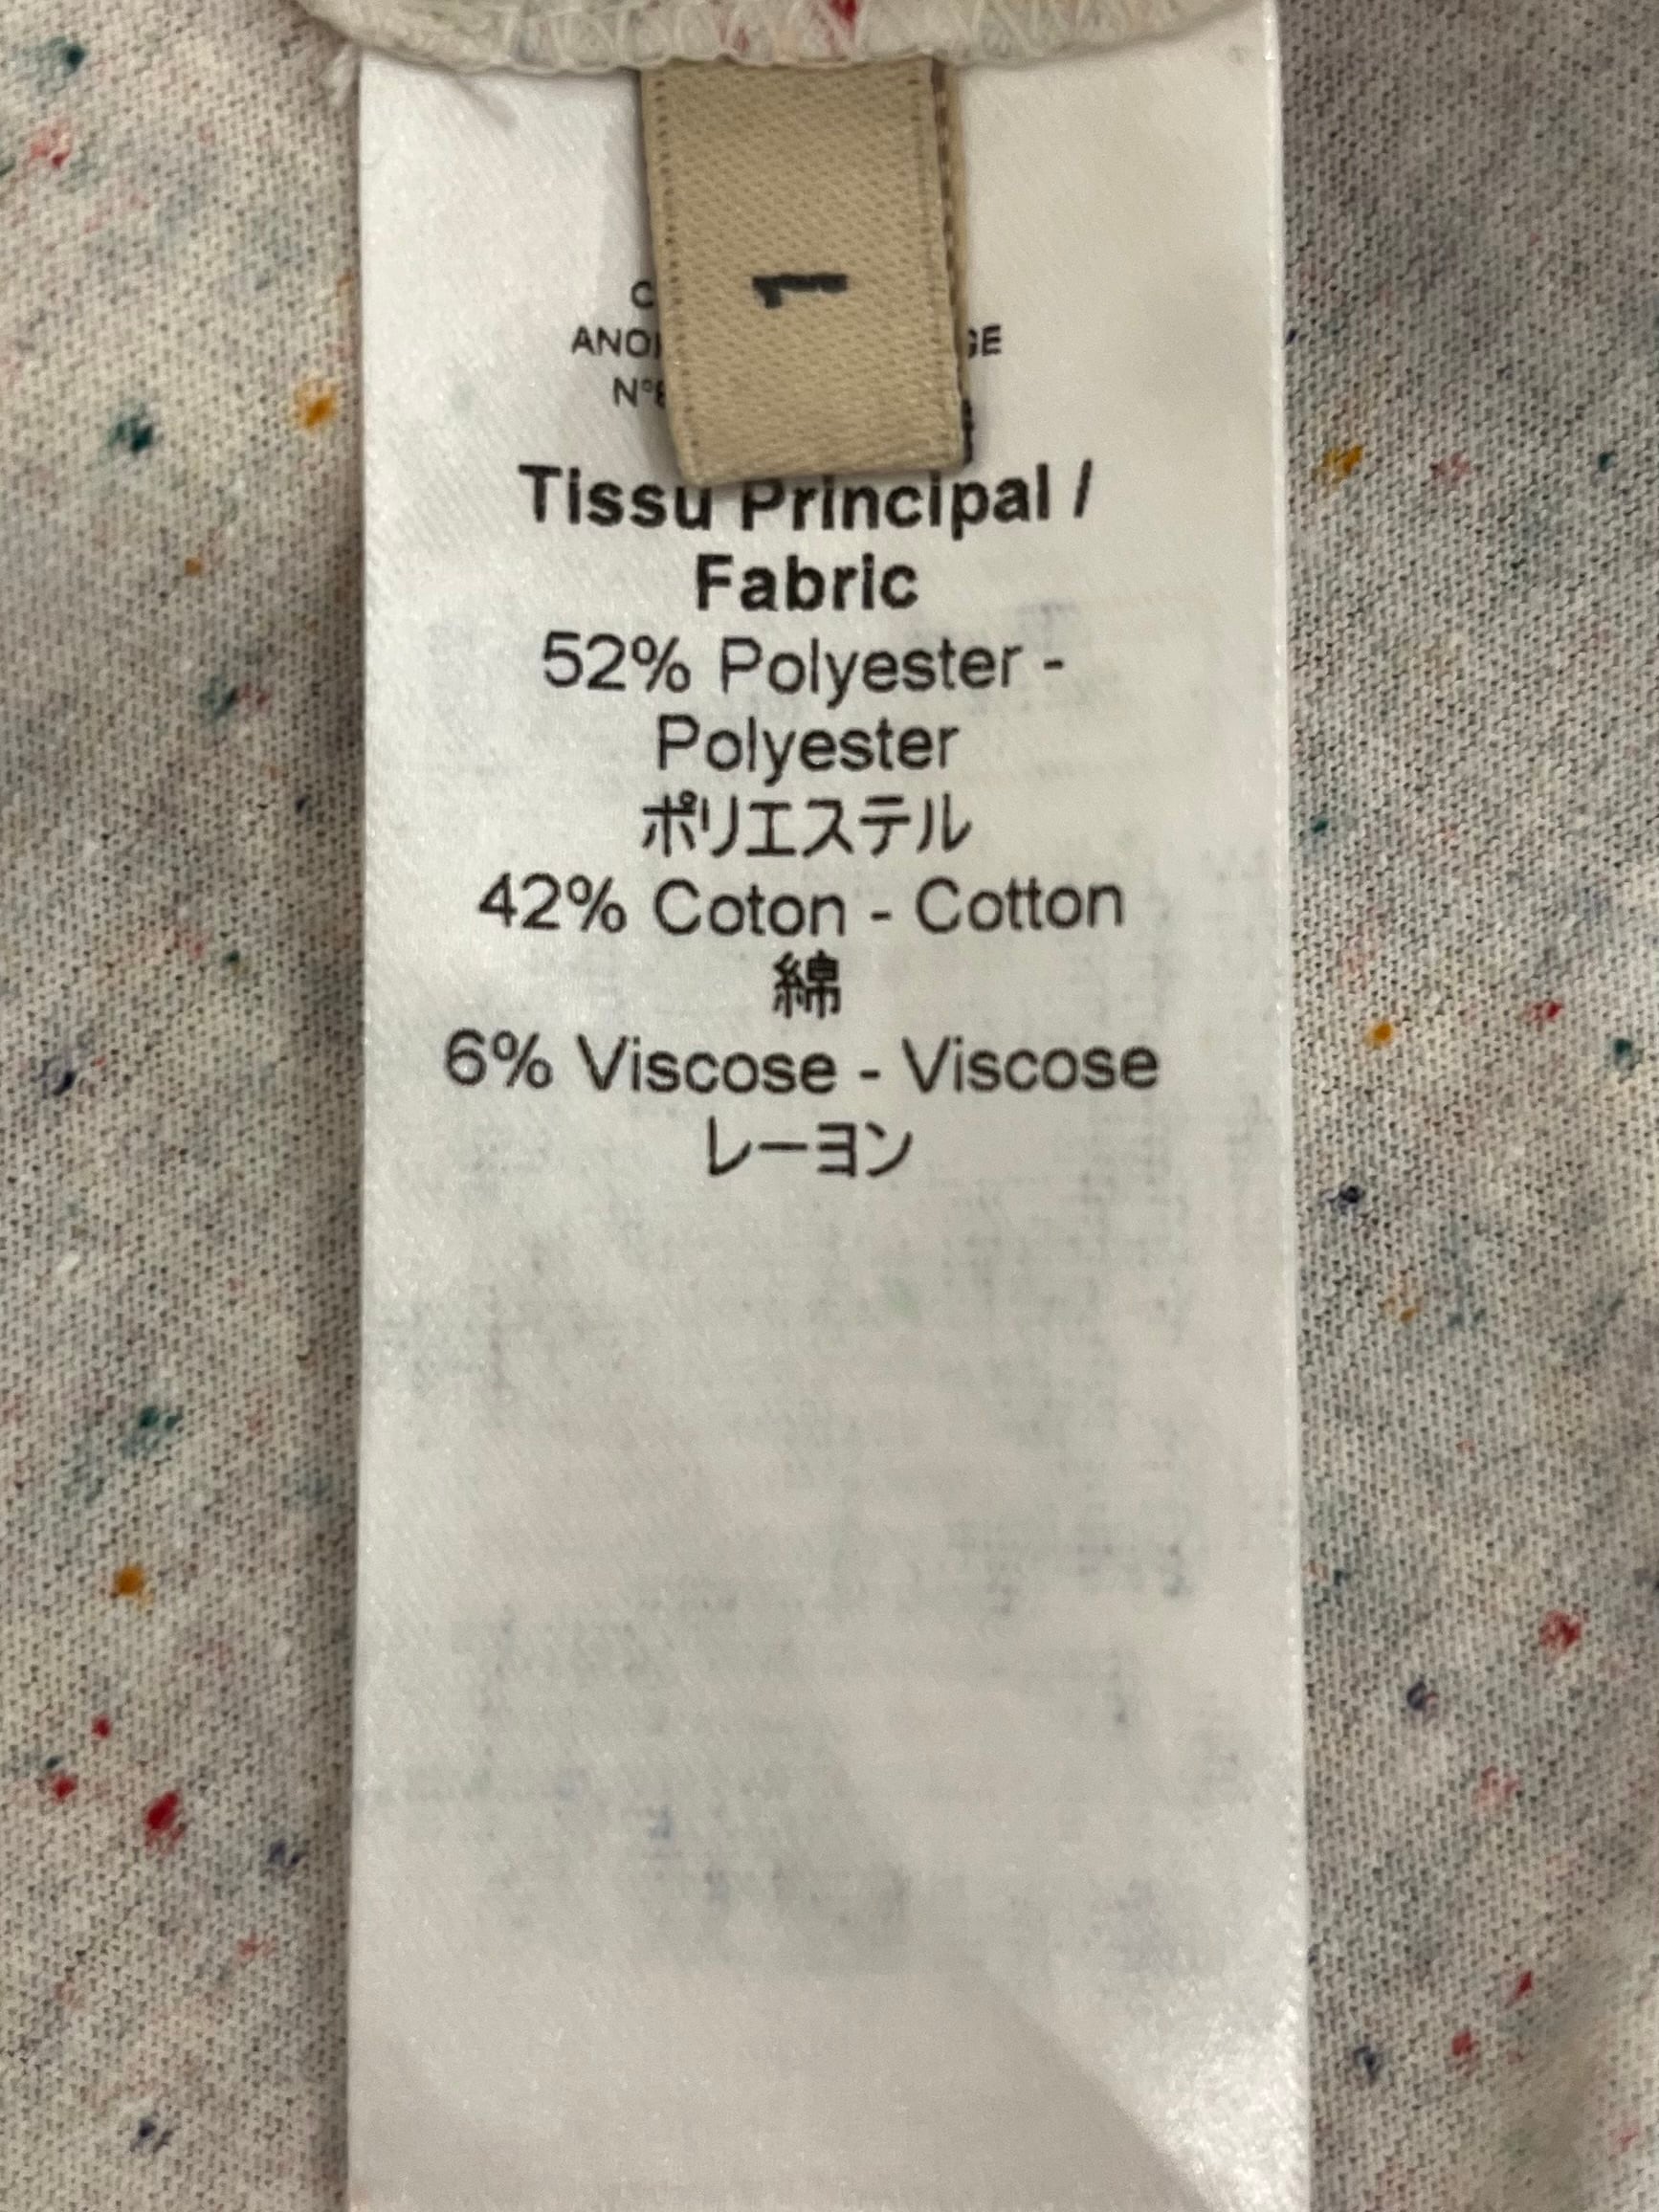 1
Tissu Principal /
Fabric
52% Polyester -
Polyester
ポリエステル
42% Coton - Cotton
綿
6% Viscose - Viscose
レーヨン